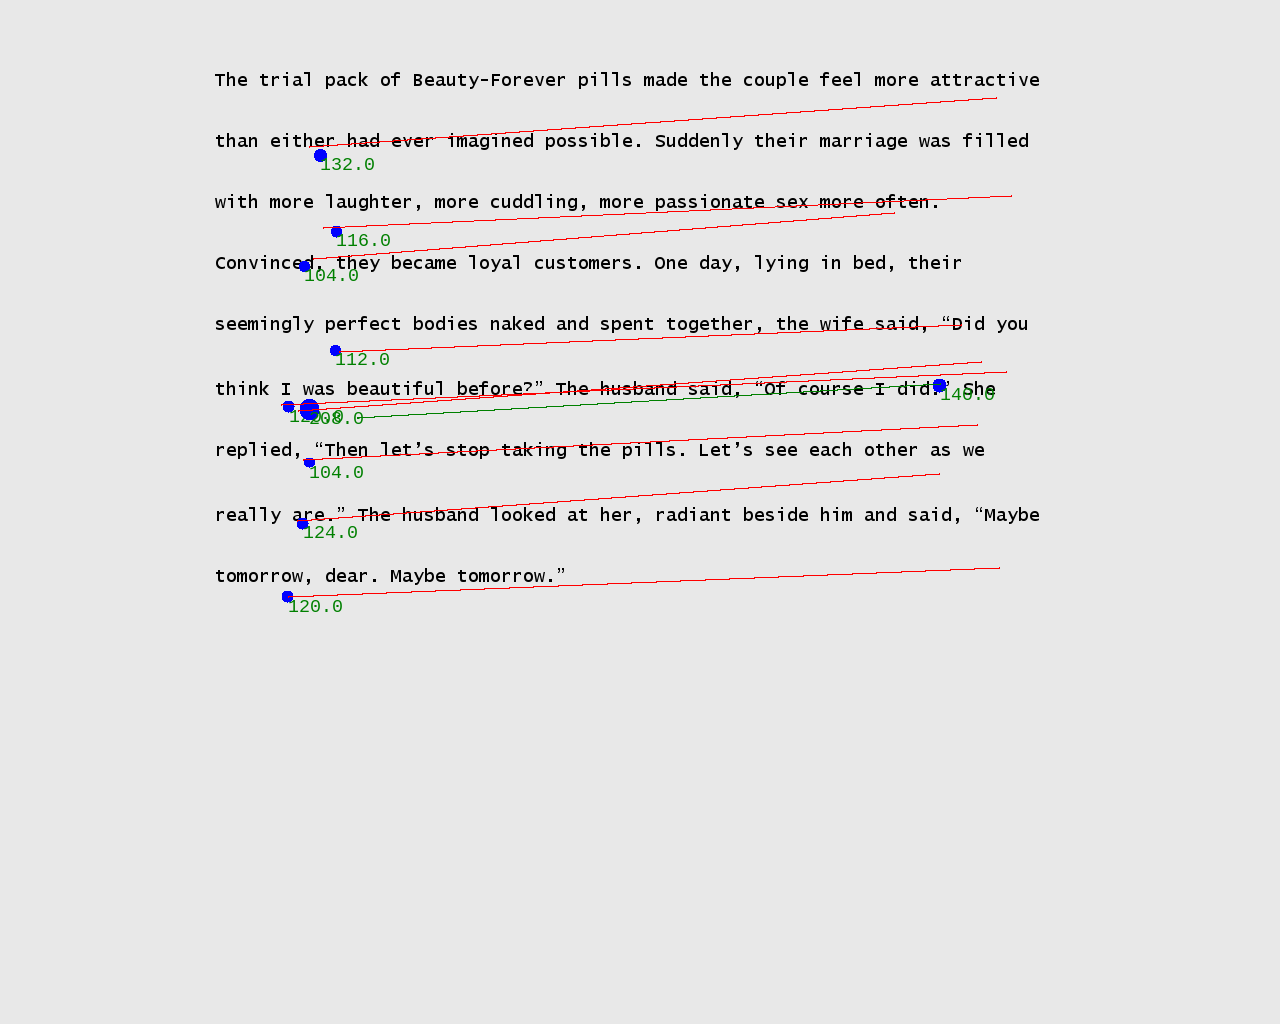 The trial pack of Beauty-Forever pills made the couple feel more attractive
than either had ever imagined possible. Suddenly their marriage was filled
132.0
with more laughter, more cuddling, more passionate sex more often.
116.0
Convinced, they became loyal customers. One day, lying in bed, their
104.0
seemingly perfect bodies naked and spent together, the wife said, “Did you
112.0
think I was beautiful before?” The husband said, “Of course I did.” She
140.0
208.0
replied, “Then let’s stop taking the pills. Let’s see each other as we
104.0
really are.” The husband looked at her, radiant beside him and said, “Maybe
124.0
tomorrow, dear. Maybe tomorrow.”
120.0